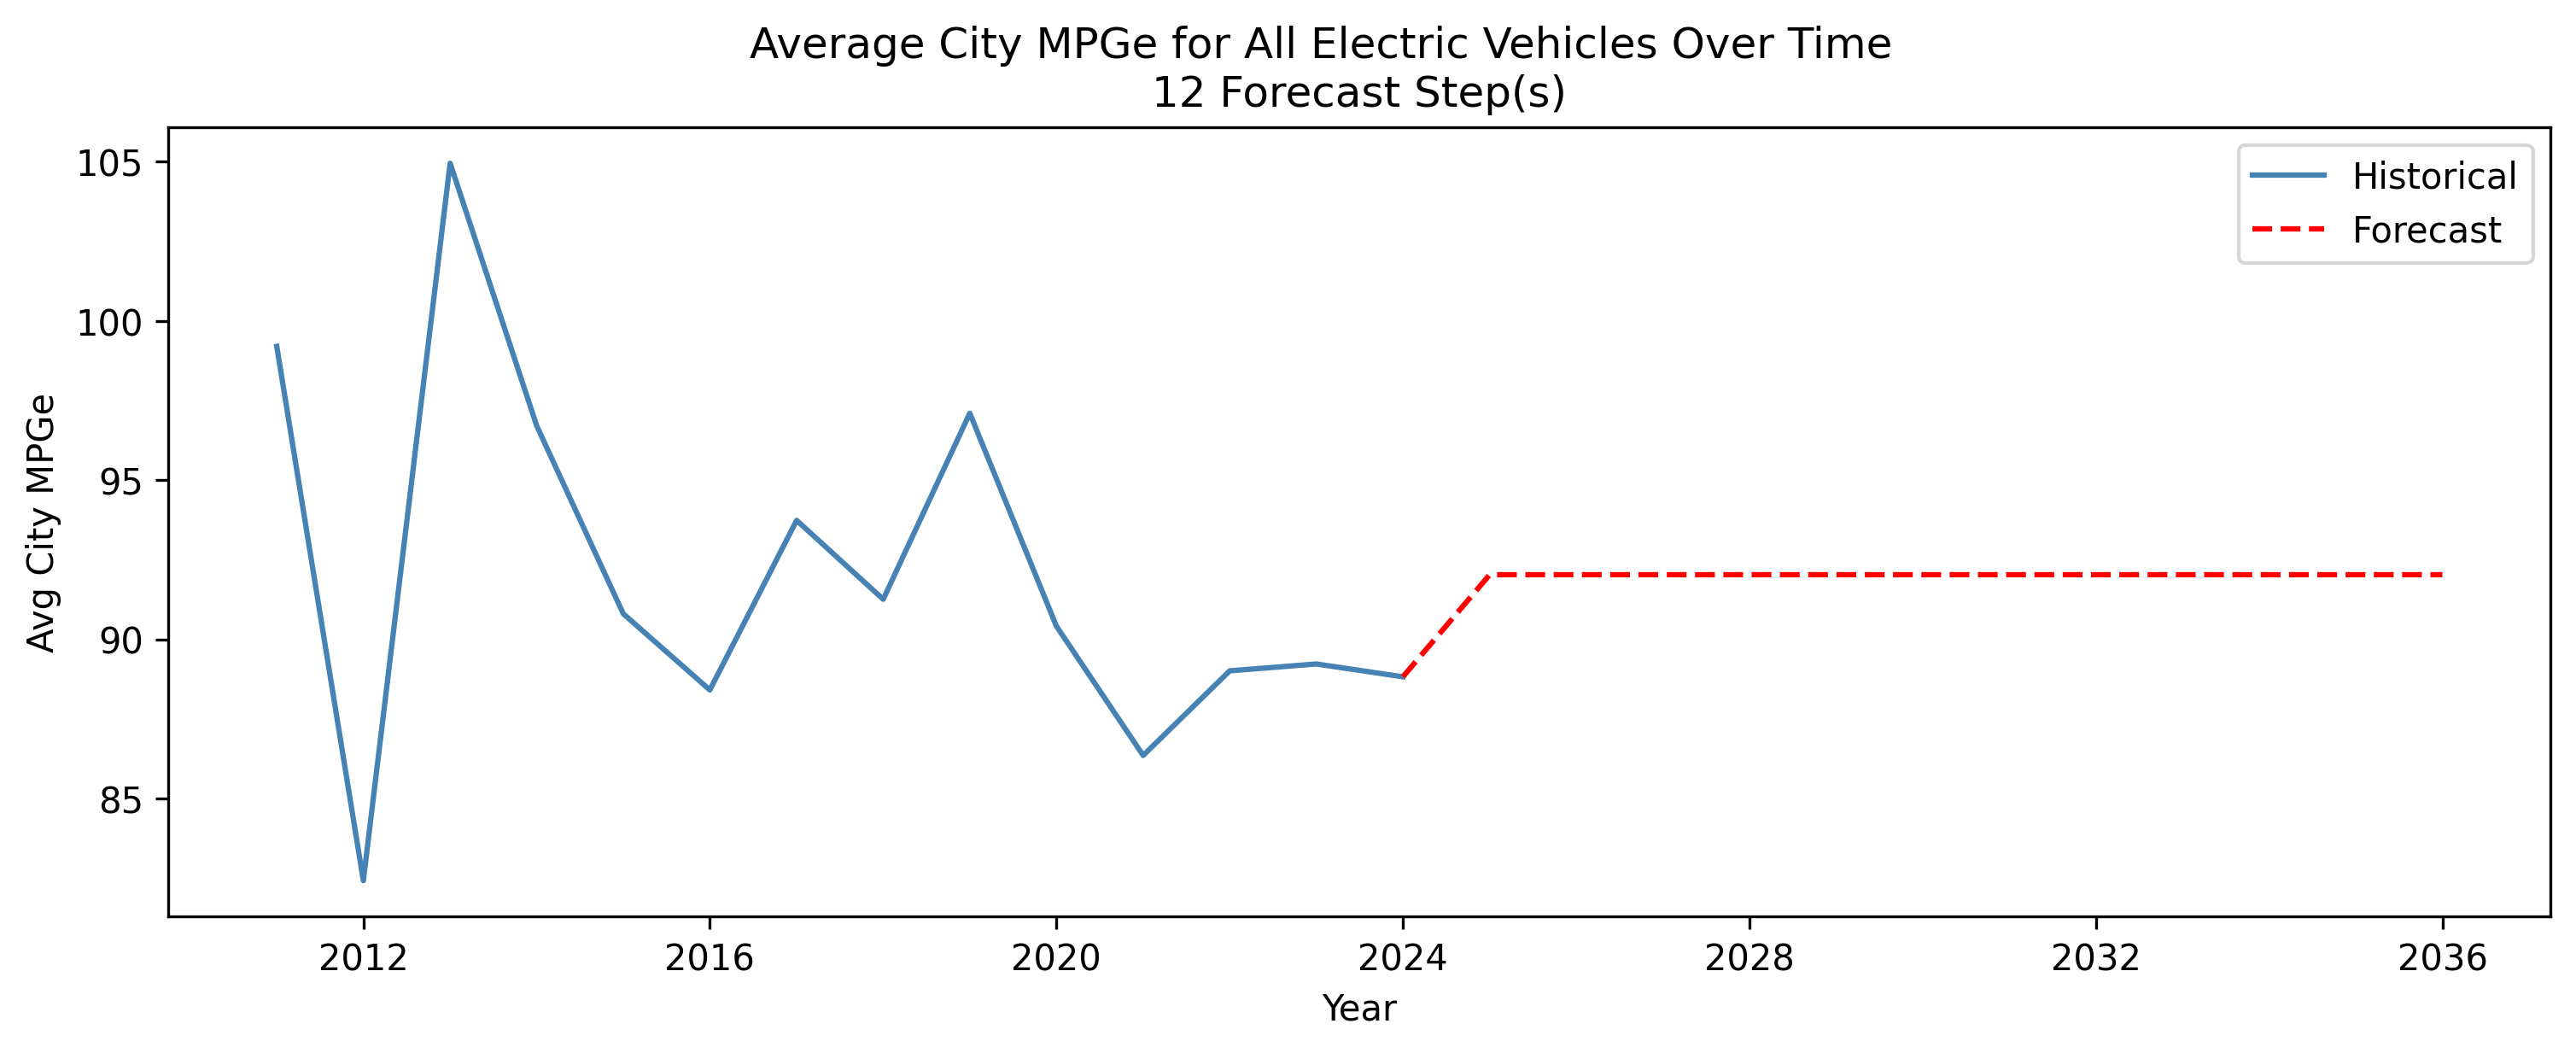 Average City MPGe for All Electric Vehicles Over Time
12 Forecast Step(s)
Historical
Forecast
Avg City MPGe
105
100
95
90
85
2012 2016 2020 2024 2028 2032 2036
Year